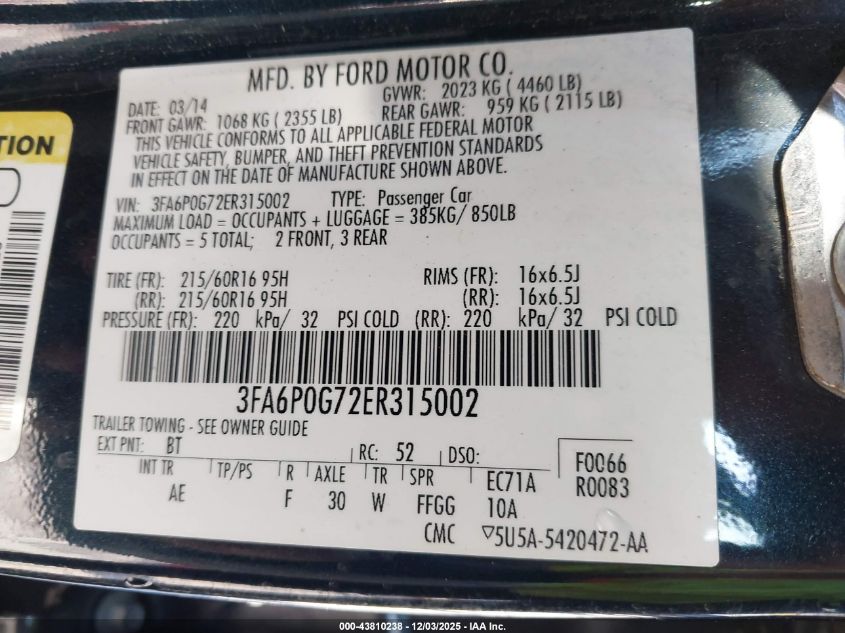 MFD. BY FORD MOTOR CO.
DATE: 03/14 GVWR: 2023 KG ( 4460 LB)
FRONT GAWR: 1068 KG ( 2355 LB) REAR GAWR: 959 KG ( 2115 LB)
THIS VEHICLE CONFORMS TO ALL APPLICABLE FEDERAL MOTOR
VEHICLE SAFETY, BUMPER, AND THEFT PREVENTION STANDARDS
IN EFFECT ON THE DATE OF MANUFACTURE SHOWN ABOVE.
VIN: 3FA6P0G72ER315002 TYPE: Passenger Car
MAXIMUM LOAD = OCCUPANTS + LUGGAGE = 385KG/ 850LB
OCCUPANTS = 5 TOTAL; 2 FRONT, 3 REAR
TIRE (FR): 215/60R16 95H RIMS (FR): 16x6.5J
(RR): 215/60R16 95H (RR): 16x6.5J
PRESSURE (FR): 220 kPa/ 32 PSI COLD (RR): 220 kPa/ 32 PSI COLD
3FA6P0G72ER315002
TRAILER TOWING - SEE OWNER GUIDE
EXT PNT: BT RC: 52 DSO: F0066
INT TR TP/PS R AXLE TR SPR EC71A R0083
AE F 30 W FFGG 10A
CMC ▽5U5A-5420472-AA
TION
000-43810238 - 12/03/2025 - IAA Inc.